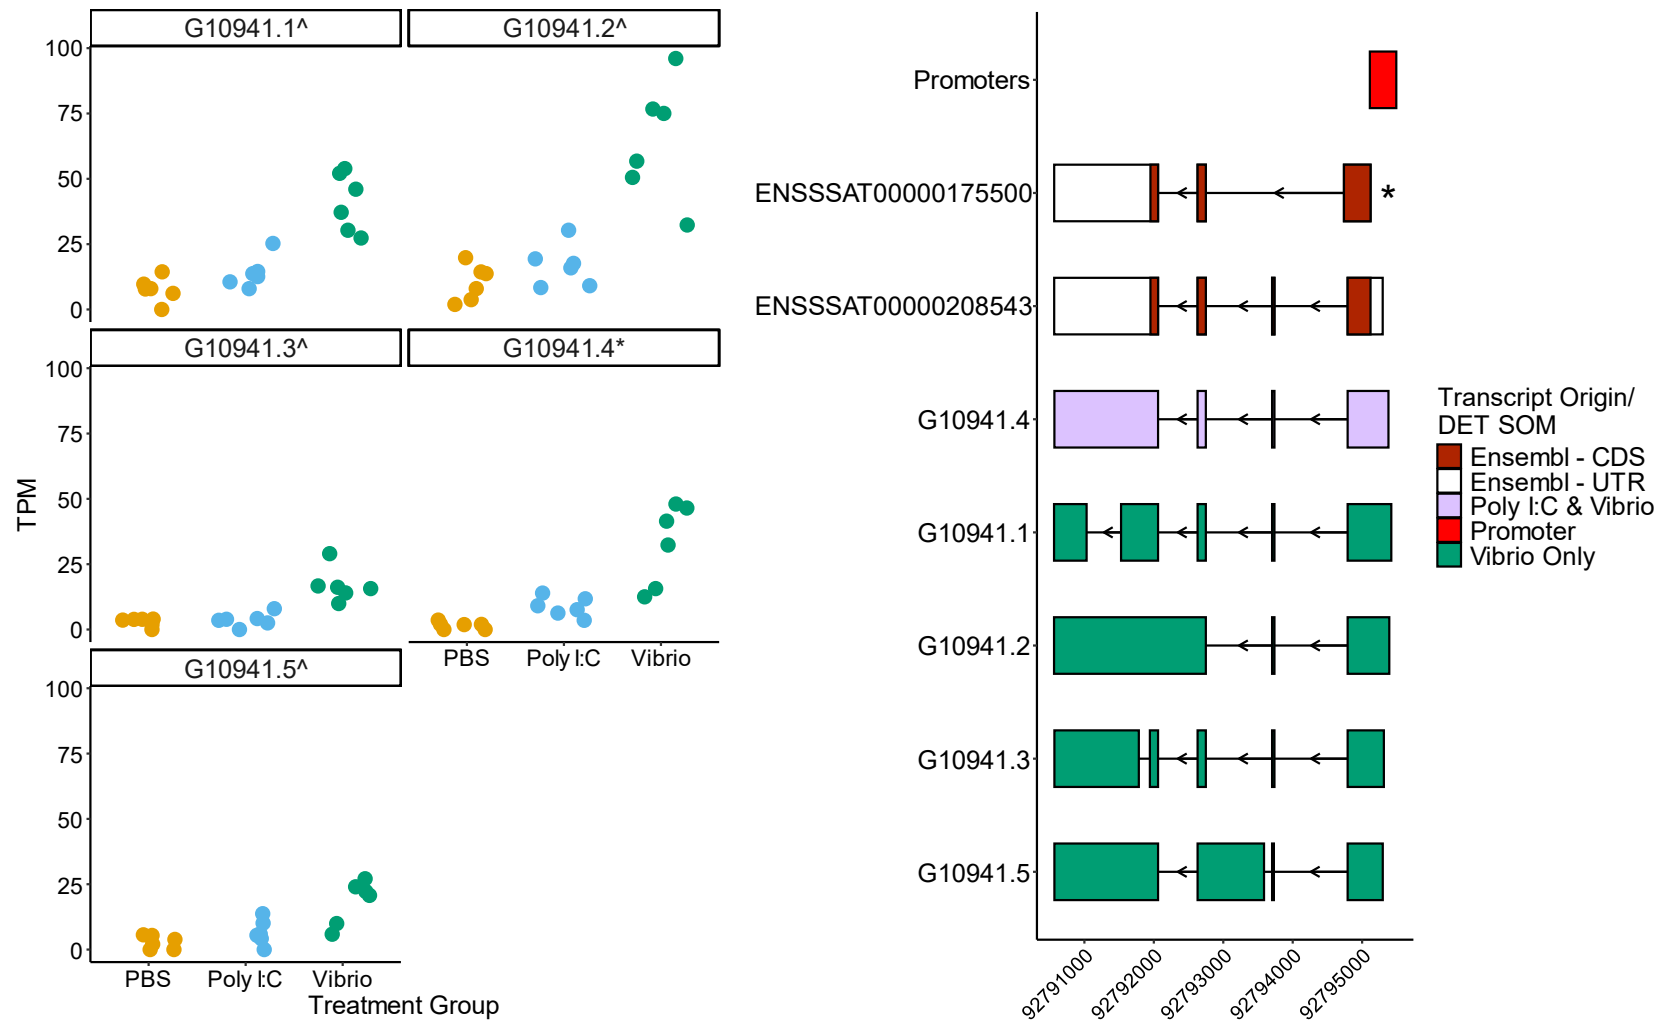 G10941.1^
G10941.2^
100
75
50
25
0
G10941.3^
G10941.4*
100
75
50
25
0
PBS
Poly I:C
Vibrio
G10941.5^
100
75
50
25
0
PBS
Poly I:C
Vibrio
TPM
Treatment Group
Promoters
ENSSSAT00000175500
*
ENSSSAT00000208543
G10941.4
G10941.1
G10941.2
G10941.3
G10941.5
92791000
92792000
92793000
92794000
92795000
Transcript Origin/
DET SOM
Ensembl - CDS
Ensembl - UTR
Poly I:C & Vibrio
Promoter
Vibrio Only